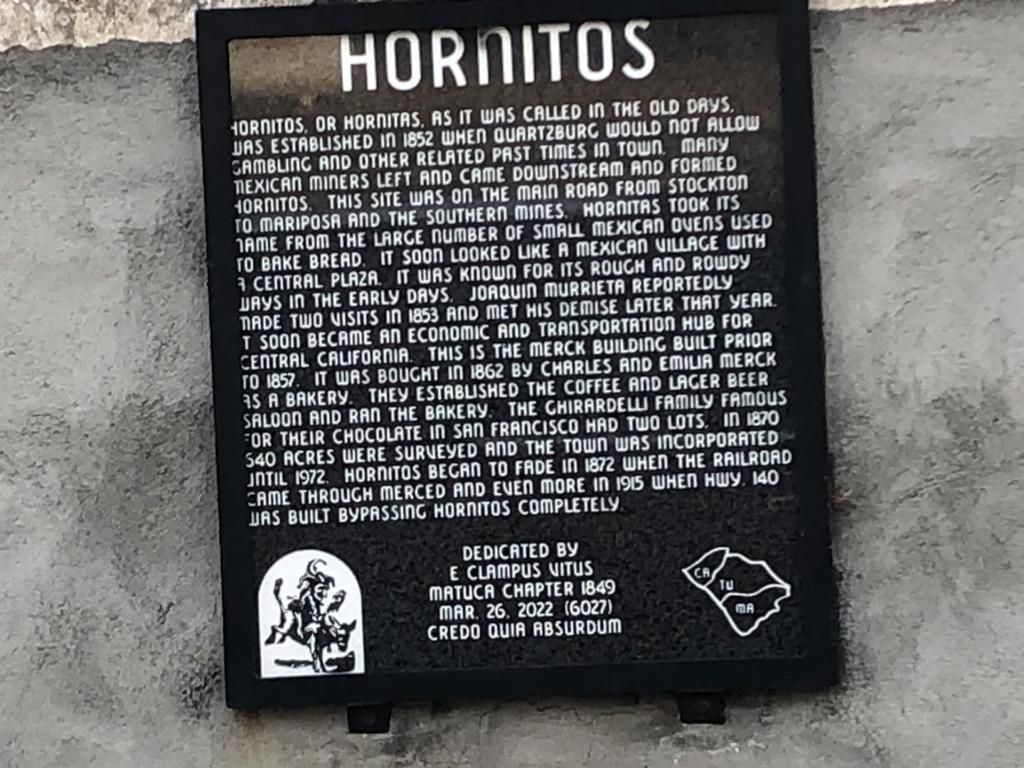 HORNITOS
HORNITOS, OR HORNITAS, AS IT WAS CALLED IN THE OLD DAYS,
WAS ESTABLISHED IN 1852 WHEN QUARTZBURG WOULD NOT ALLOW
GAMBLING AND OTHER RELATED PAST TIMES IN TOWN. MANY
MEXICAN MINERS LEFT AND CAME DOWNSTREAM AND FORMED
HORNITOS. THIS SITE WAS ON THE MAIN ROAD FROM STOCKTON
TO MARIPOSA AND THE SOUTHERN MINES. HORNITAS TOOK ITS
NAME FROM THE LARGE NUMBER OF SMALL MEXICAN OVENS USED
TO BAKE BREAD. IT SOON LOOKED LIKE A MEXICAN VILLAGE WITH
A CENTRAL PLAZA. IT WAS KNOWN FOR ITS ROUGH AND ROWDY
WAYS IN THE EARLY DAYS. JOAQUIN MURRIETA REPORTEDLY
MADE TWO VISITS IN 1853 AND MET HIS DEMISE LATER THAT YEAR.
IT SOON BECAME AN ECONOMIC AND TRANSPORTATION HUB FOR
CENTRAL CALIFORNIA. THIS IS THE MERCK BUILDING BUILT PRIOR
TO 1857. IT WAS BOUGHT IN 1862 BY CHARLES AND EMILIA MERCK
AS A BAKERY. THEY ESTABLISHED THE COFFEE AND LAGER BEER
SALOON AND RAN THE BAKERY. THE GHIRARDELLI FAMILY FAMOUS
FOR THEIR CHOCOLATE IN SAN FRANCISCO HAD TWO LOTS. IN 1870
640 ACRES WERE SURVEYED AND THE TOWN WAS INCORPORATED
UNTIL 1972. HORNITOS BEGAN TO FADE IN 1872 WHEN THE RAILROAD
CAME THROUGH MERCED AND EVEN MORE IN 1915 WHEN HWY. 140
WAS BUILT BYPASSING HORNITOS COMPLETELY
DEDICATED BY
E CLAMPUS VITUS
MATUCA CHAPTER 1849
MAR. 26, 2022 (6027)
CREDO QUIA ABSURDUM
CA
TU
MA